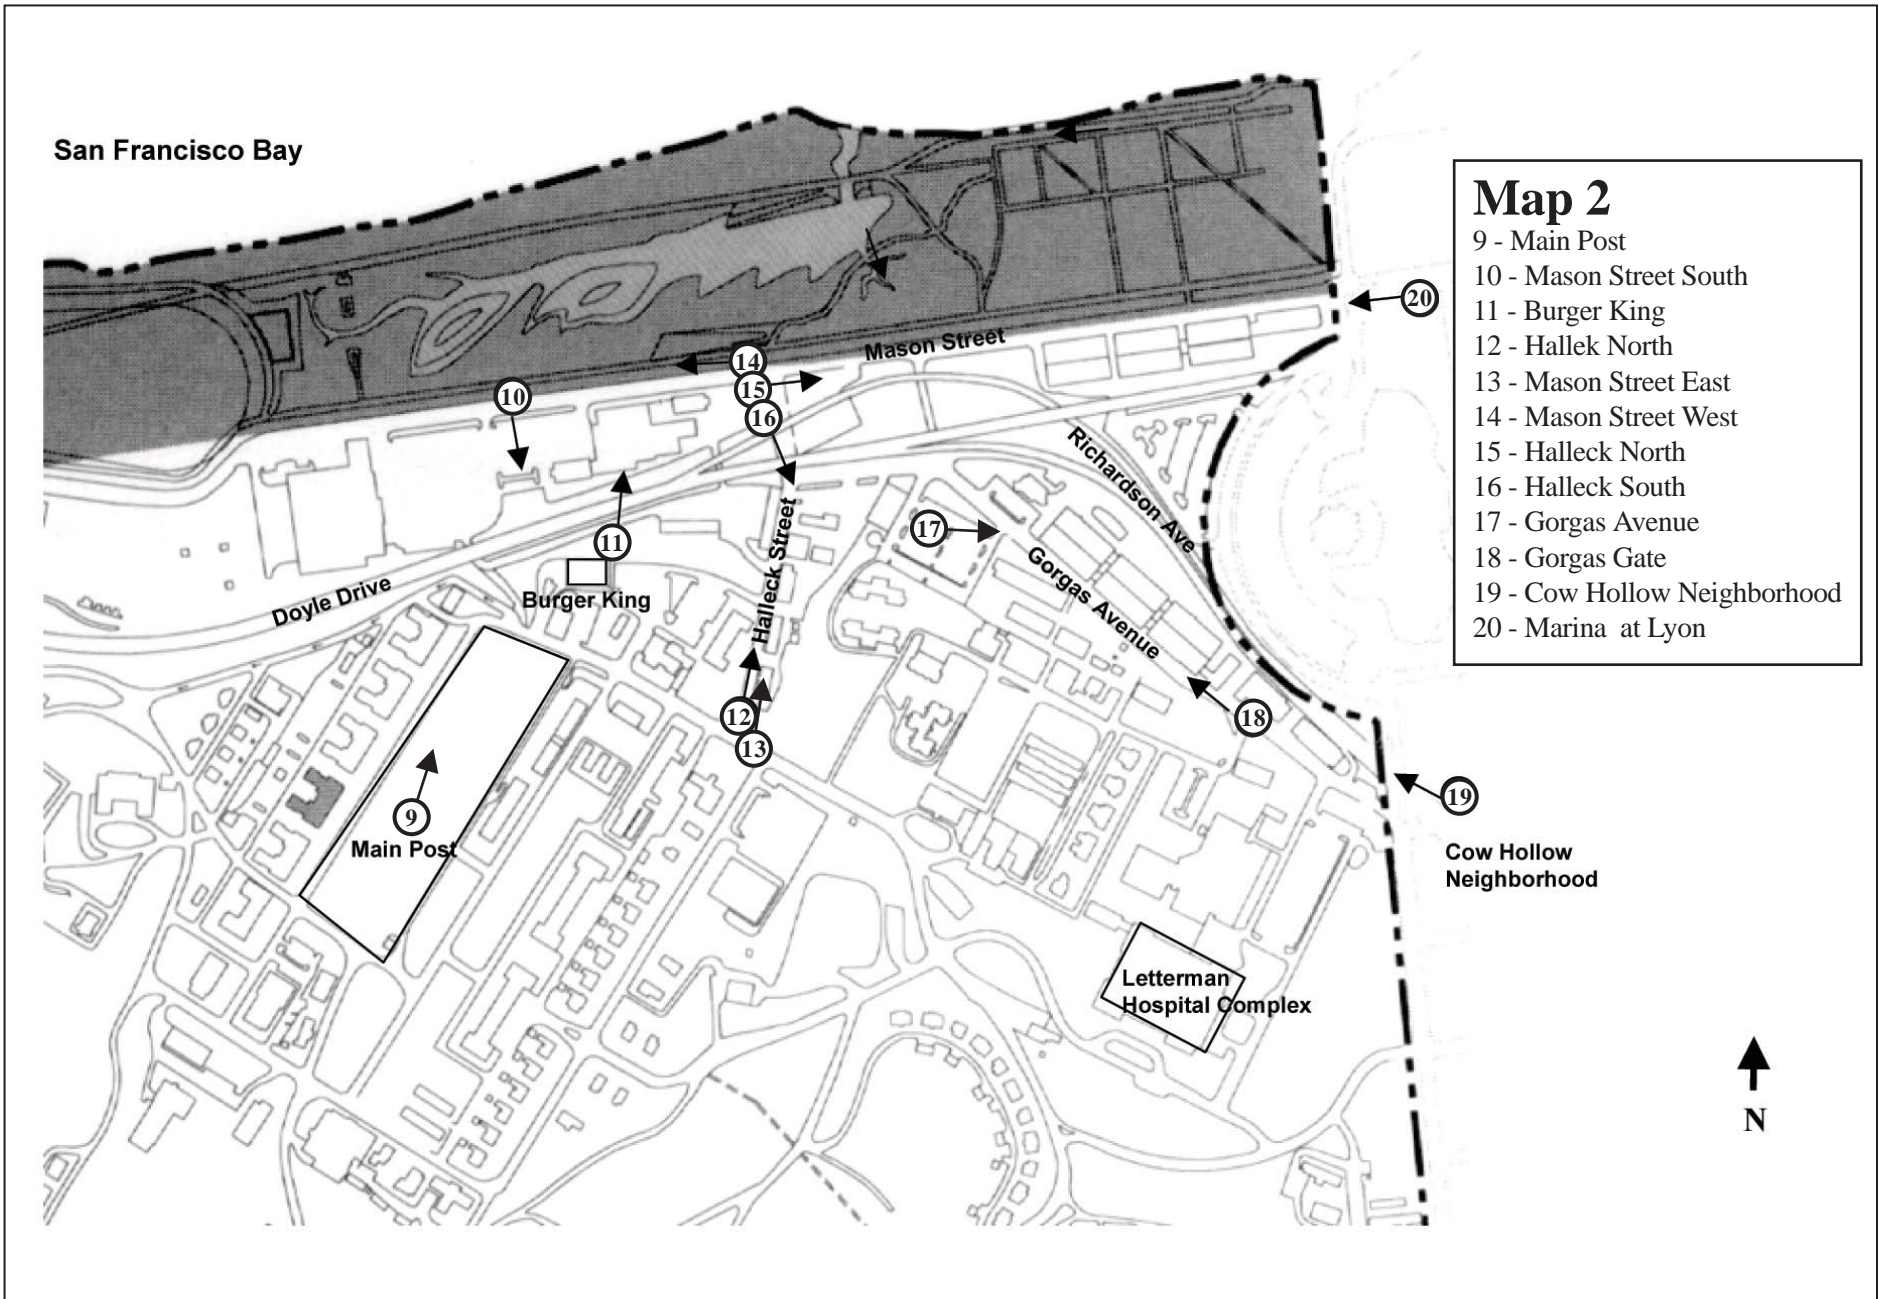 San Francisco Bay
Map 2
9 - Main Post
10 - Mason Street South
11 - Burger King
12 - Hallek North
13 - Mason Street East
14 - Mason Street West
15 - Halleck North
16 - Halleck South
17 - Gorgas Avenue
18 - Gorgas Gate
19 - Cow Hollow Neighborhood
20 - Marina at Lyon
20
Mason Street
14
15
10
16
Richardson Ave
17
11
Halleck Street
Gorgas Avenue
Doyle Drive
Burger King
12
18
13
19
9
Main Post
Cow Hollow
Neighborhood
Letterman
Hospital Complex
N